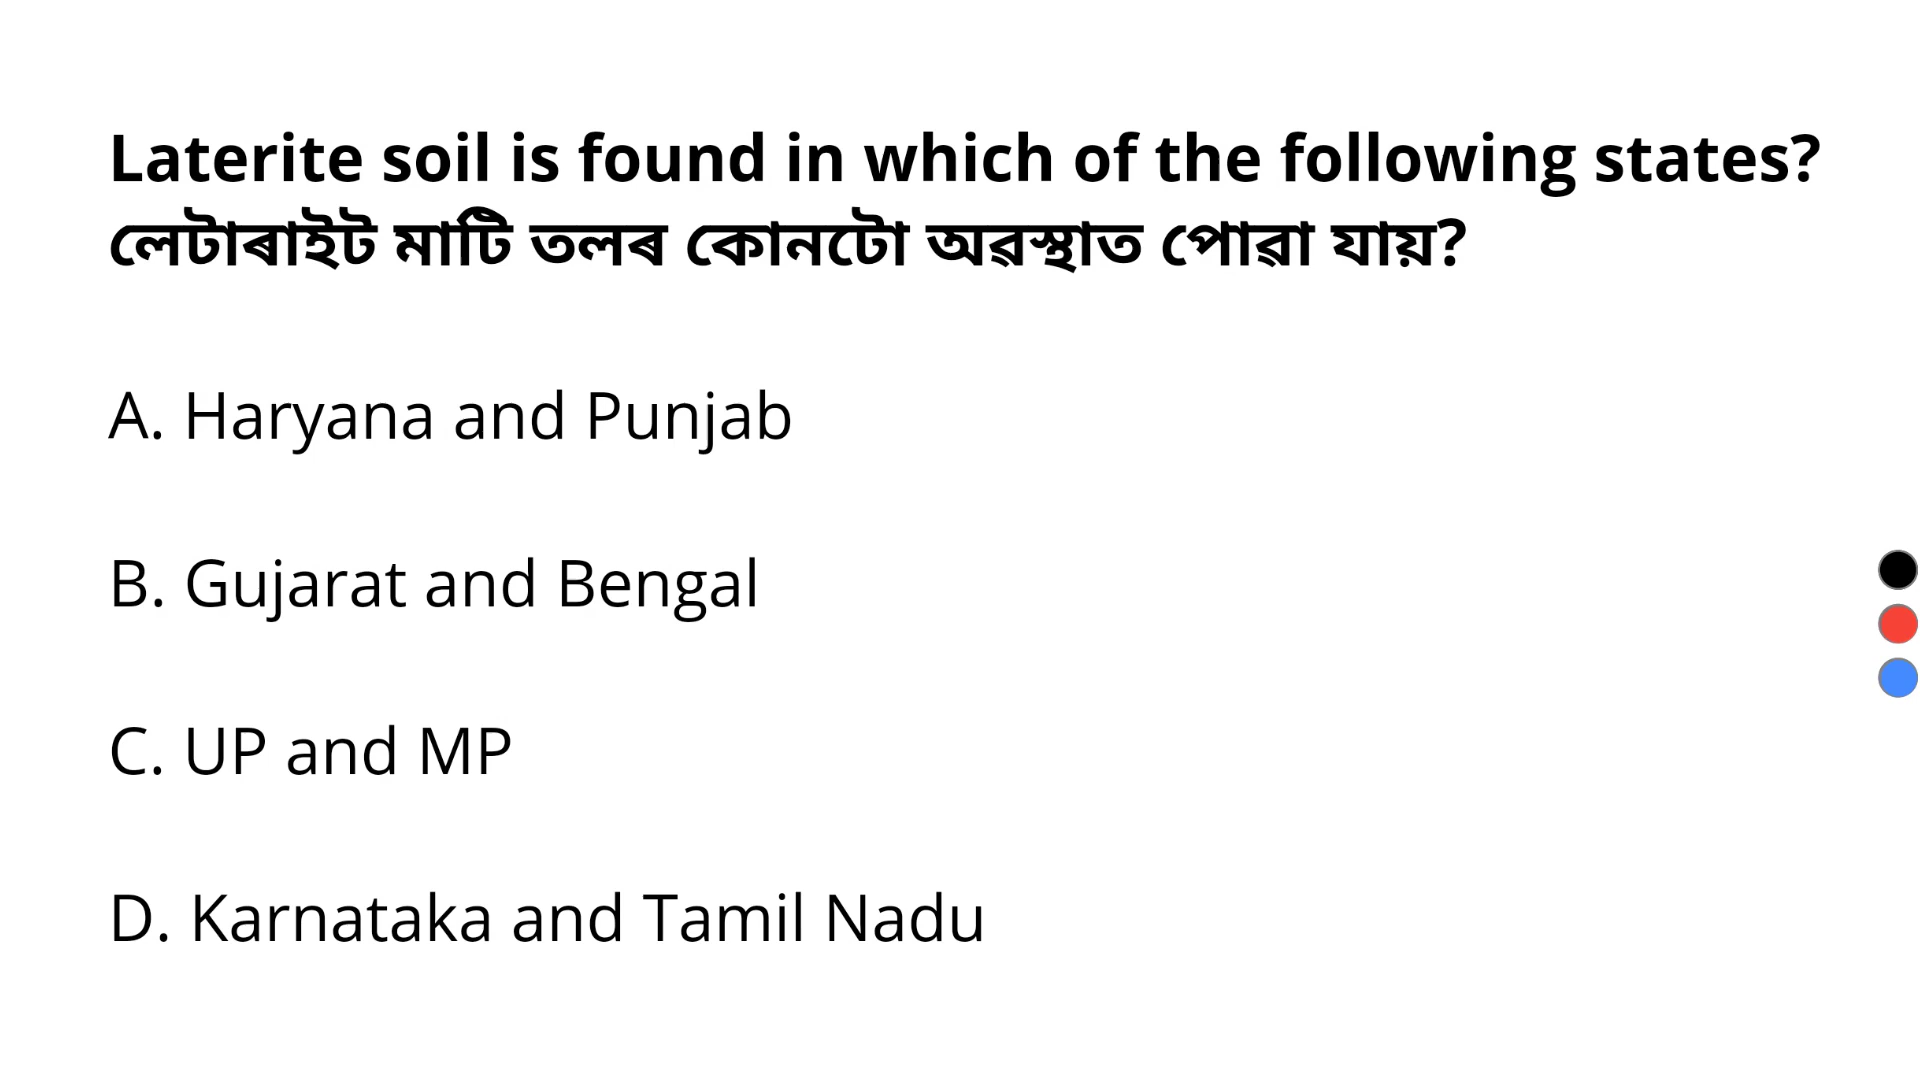 Laterite soil is found in which of the following states?
লেটাৰাইট মাটি তলৰ কোনটো অৱস্থাত পোৱা যায়?
A. Haryana and Punjab
B. Gujarat and Bengal
C. UP and MP
D. Karnataka and Tamil Nadu